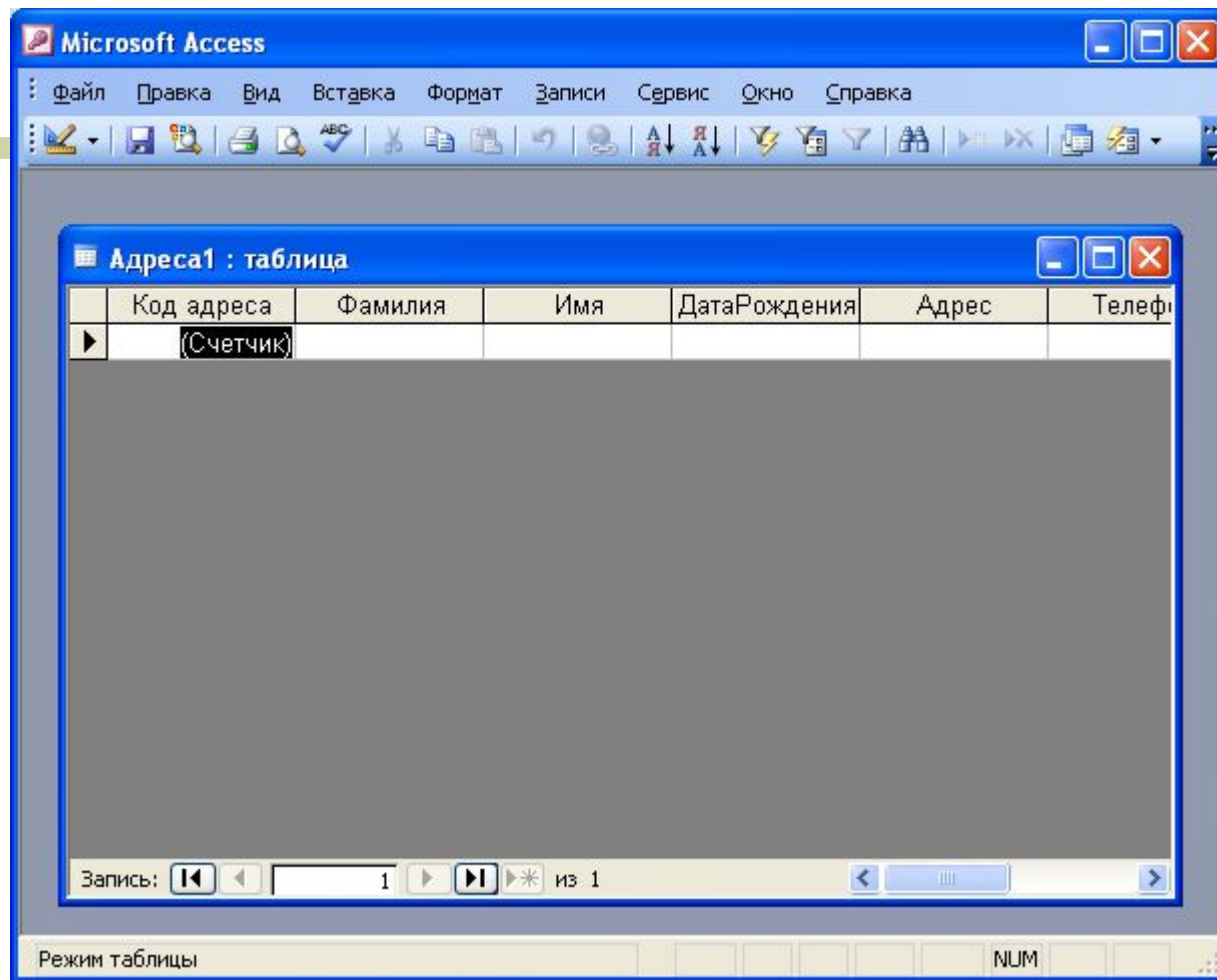 Microsoft Access
Файл Правка Вид Вставка Формат Записи Сервис Окно Справка
Адреса1 : таблица
Код адреса Фамилия Имя ДатаРождения Адрес Телеф
(Счетчик)
Запись: 1 из 1
Режим таблицы NUM